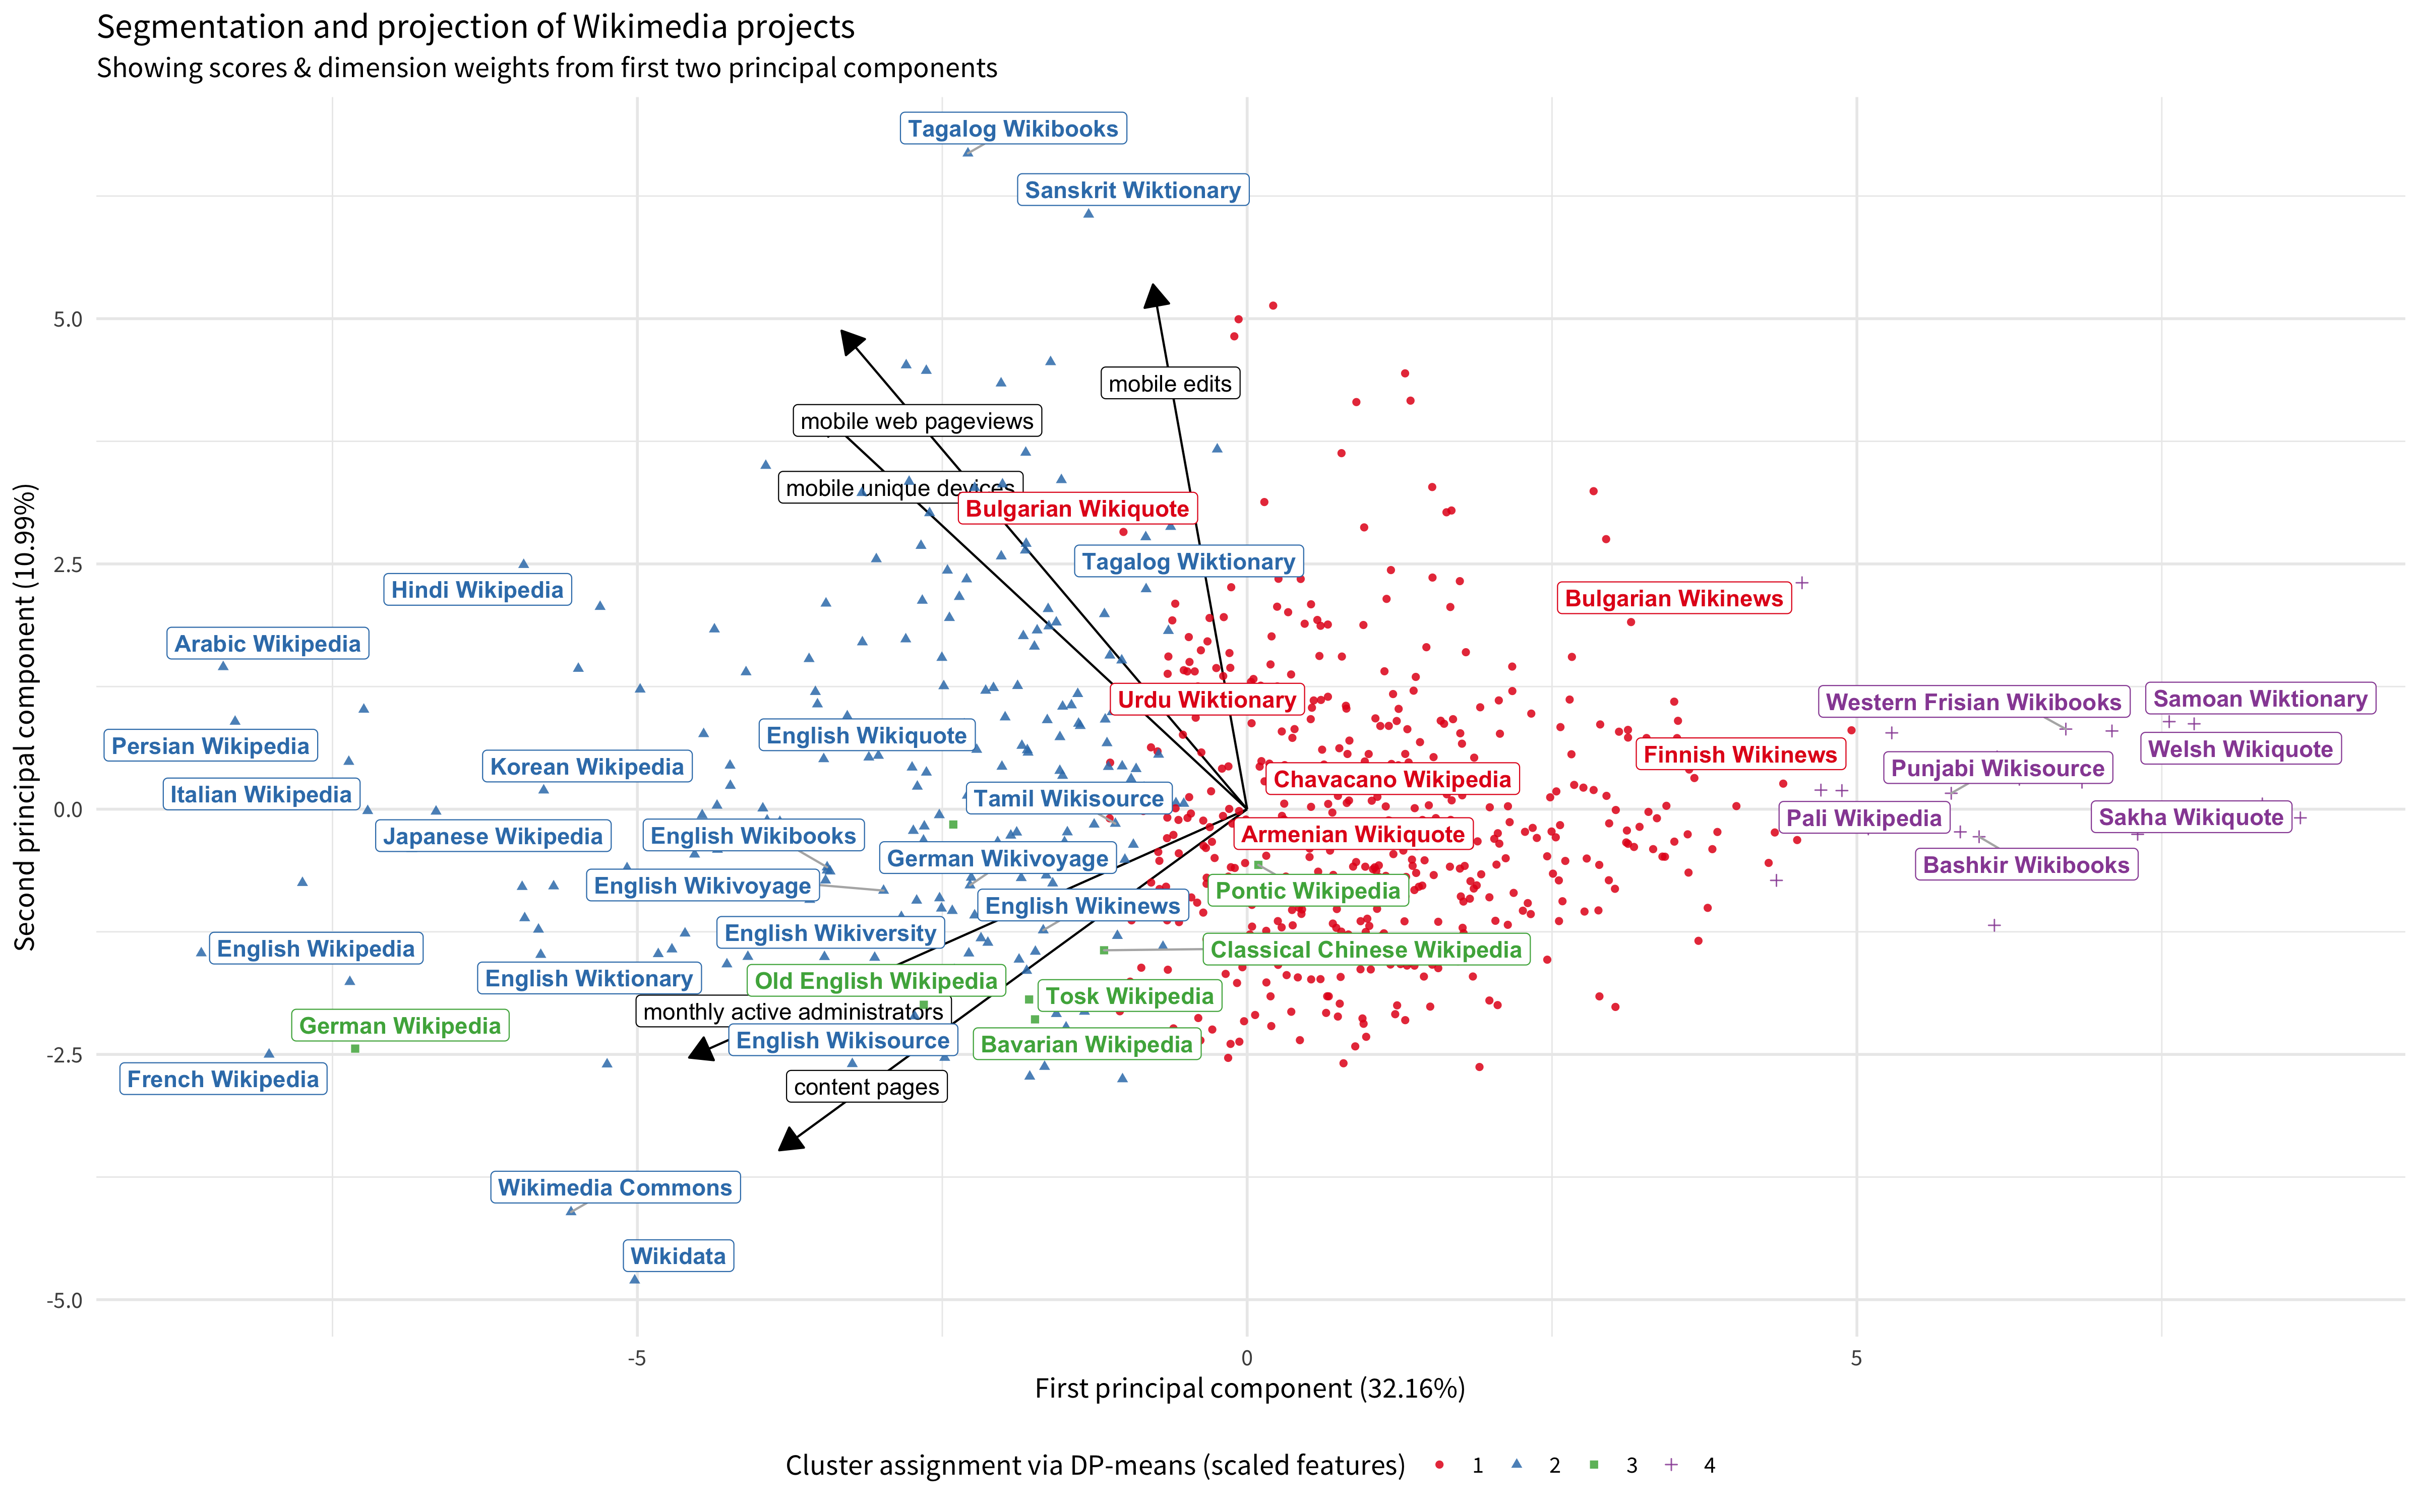 Segmentation and projection of Wikimedia projects
Showing scores & dimension weights from first two principal components
Tagalog Wikibooks
Sanskrit Wiktionary
5.0
mobile edits
mobile web pageviews
mobile unique devices
Bulgarian Wikiquote
2.5
Tagalog Wiktionary
Hindi Wikipedia
Bulgarian Wikinews
Arabic Wikipedia
Urdu Wiktionary
Western Frisian Wikibooks
Samoan Wiktionary
English Wikiquote
Persian Wikipedia
Finnish Wikinews
Welsh Wikiquote
Korean Wikipedia
Punjabi Wikisource
Chavacano Wikipedia
Italian Wikipedia
Tamil Wikisource
0.0
Pali Wikipedia
Sakha Wikiquote
Japanese Wikipedia
English Wikibooks
Armenian Wikiquote
German Wikivoyage
Bashkir Wikibooks
English Wikivoyage
Pontic Wikipedia
English Wikinews
English Wikiversity
English Wikipedia
Classical Chinese Wikipedia
English Wiktionary
Old English Wikipedia
Tosk Wikipedia
monthly active administrators
German Wikipedia
English Wikisource
Bavarian Wikipedia
-2.5
French Wikipedia
content pages
Wikimedia Commons
Wikidata
-5.0
Second principal component (10.99%)
-5
0
5
First principal component (32.16%)
Cluster assignment via DP-means (scaled features) 1 2 3 4